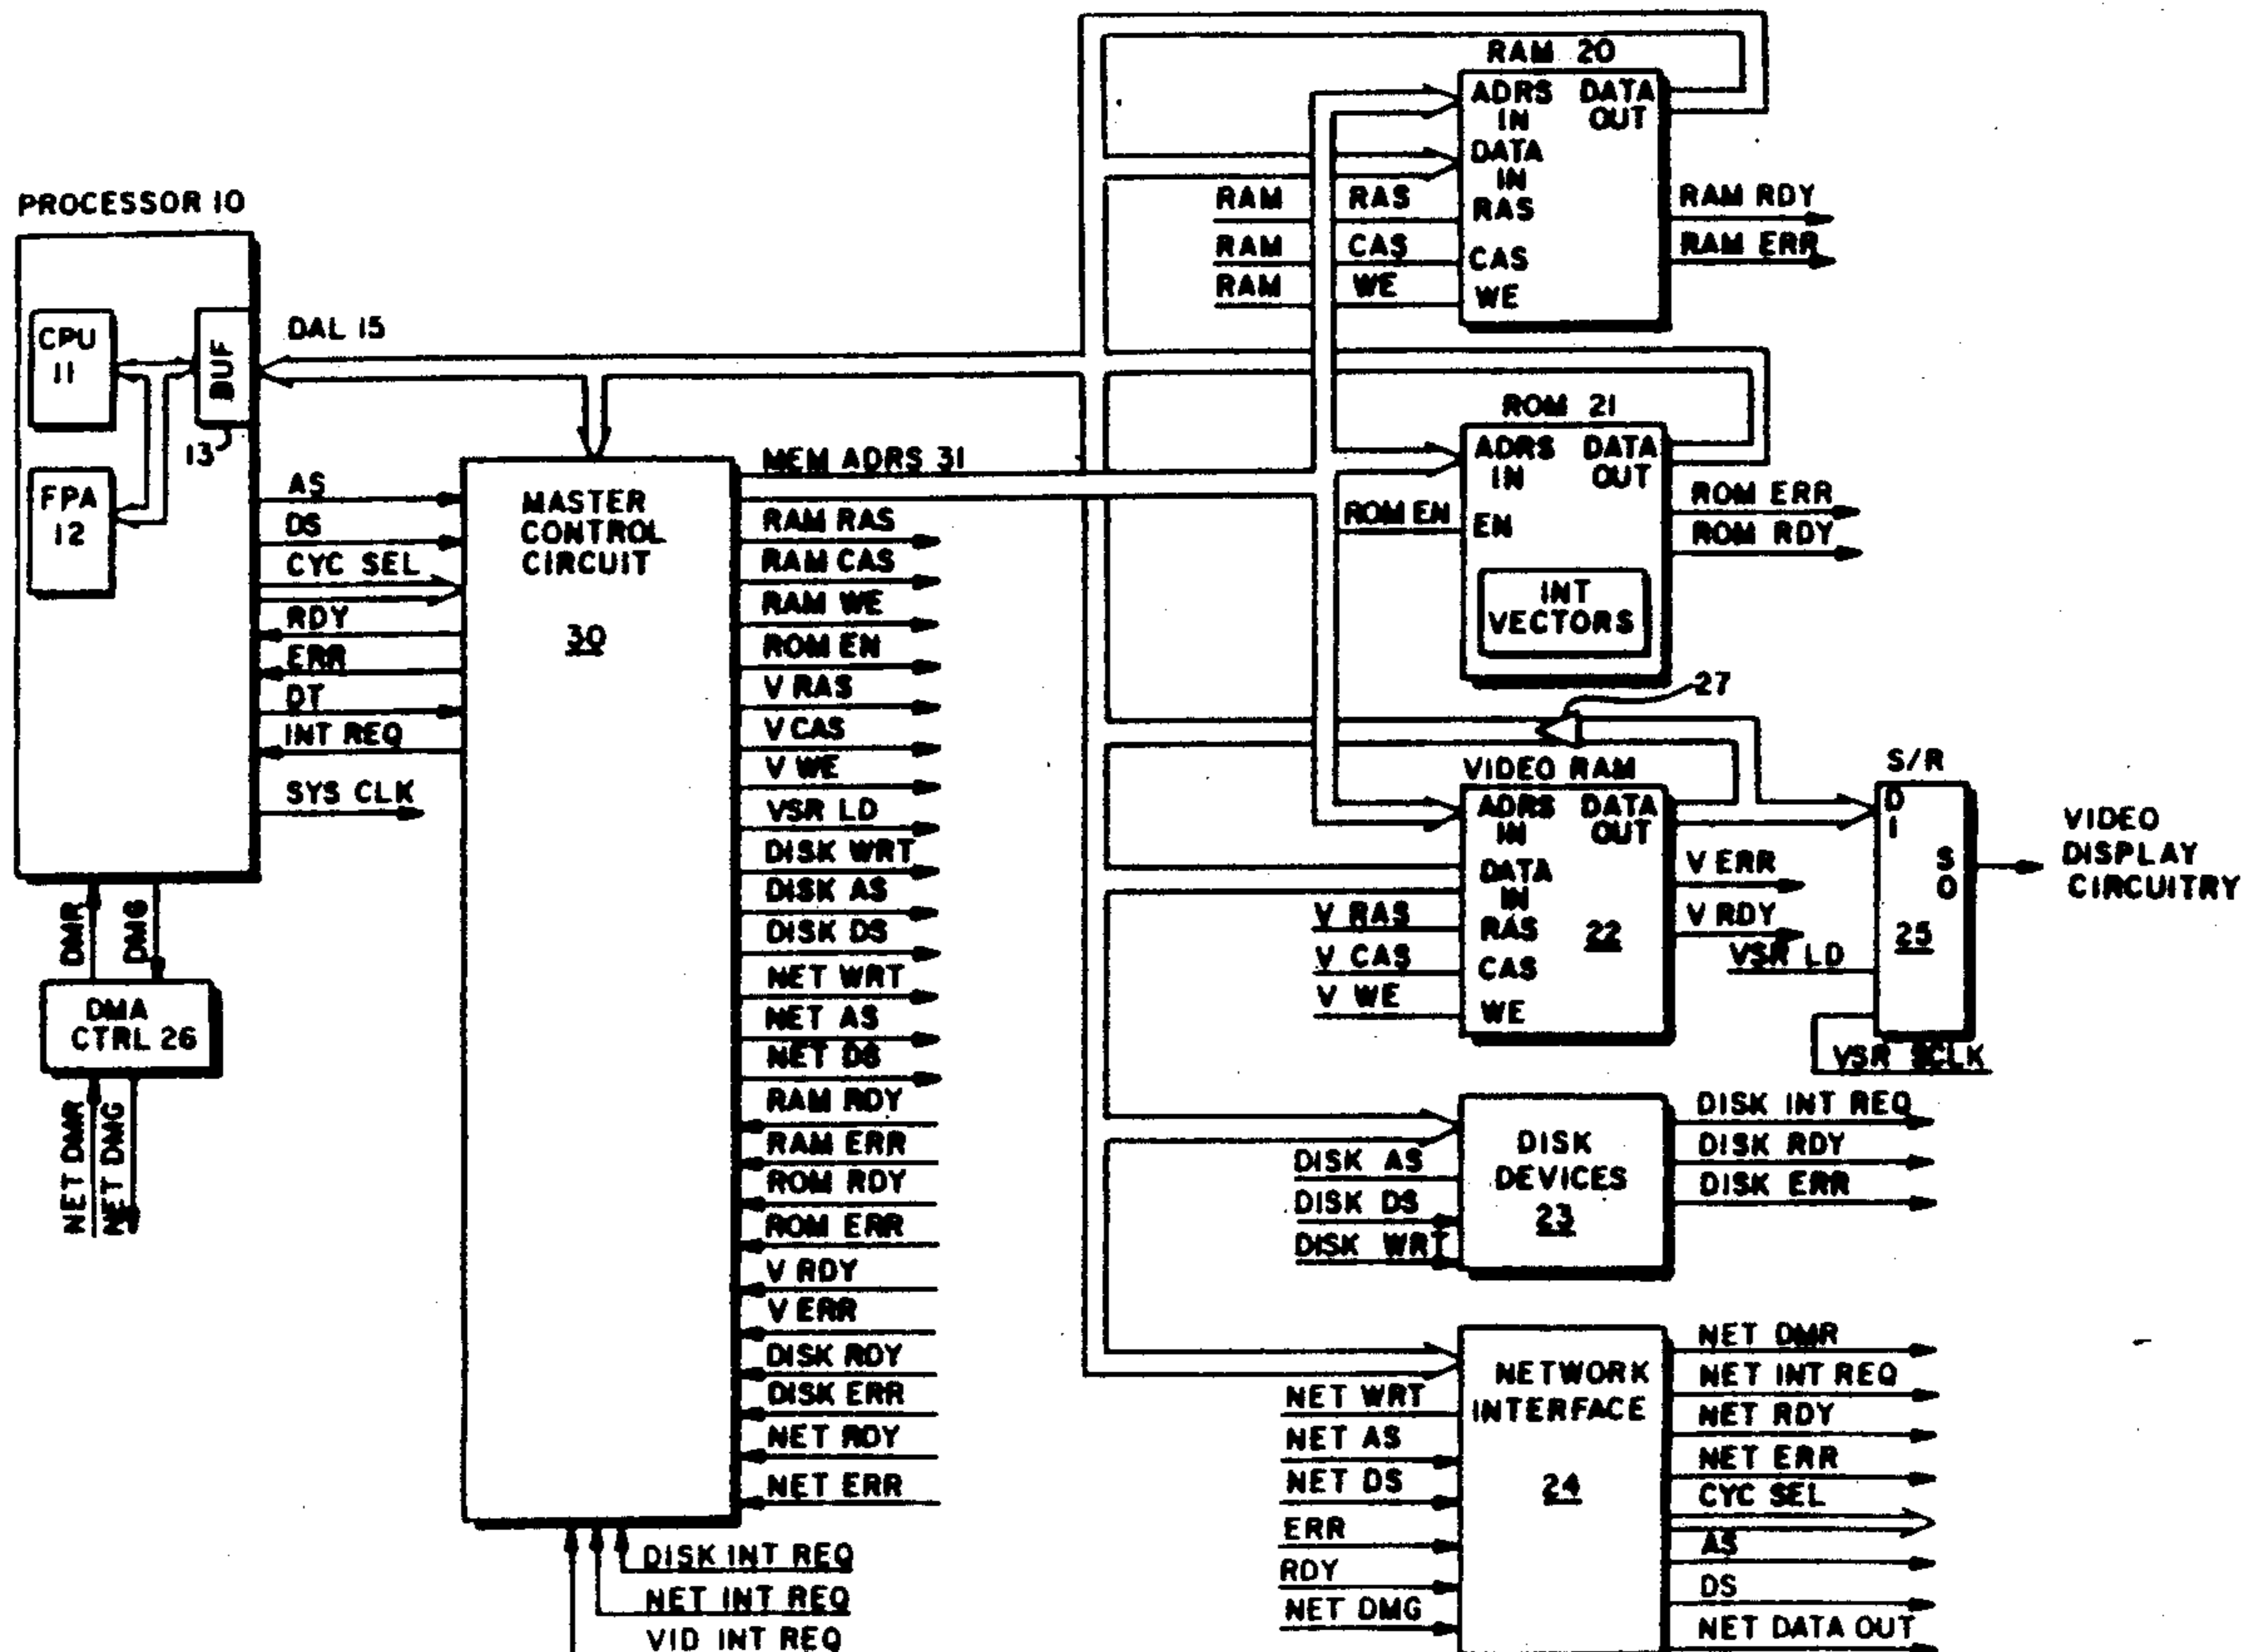 PROCESSOR 10
CPU
11
BUF
13
FPA
12
DAL 15
AS
DS
CYC SEL
RDY
ERR
DT
INT REQ
SYS CLK
DMR
DMG
DMA
CTRL 26
NET DMR
NET DMG
MASTER
CONTROL
CIRCUIT
30
MEM ADRS 31
RAM RAS
RAM CAS
RAM WE
ROM EN
V RAS
V CAS
V WE
VSR LD
DISK WRT
DISK AS
DISK DS
NET WRT
NET AS
NET DS
RAM RDY
RAM ERR
ROM RDY
ROM ERR
V RDY
V ERR
DISK RDY
DISK ERR
NET RDY
NET ERR
DISK INT REQ
NET INT REQ
VID INT REQ
RAM 20
ADRS IN
DATA OUT
DATA IN
RAM RAS
RAS
RAM CAS
CAS
RAM WE
WE
RAM RDY
RAM ERR
ROM 21
ADRS IN
DATA OUT
ROM EN
EN
INT
VECTORS
ROM ERR
ROM RDY
27
VIDEO RAM
ADRS IN
DATA OUT
DATA IN
V RAS
RAS
22
V CAS
CAS
V WE
WE
V ERR
V RDY
VSR LD
S/R
D
I
S
O
25
VSR SCLK
VIDEO
DISPLAY
CIRCUITRY
DISK
DEVICES
23
DISK AS
DISK DS
DISK WRT
DISK INT REQ
DISK RDY
DISK ERR
NETWORK
INTERFACE
24
NET WRT
NET AS
NET DS
ERR
RDY
NET DMG
NET DMR
NET INT REQ
NET RDY
NET ERR
CYC SEL
AS
DS
NET DATA OUT